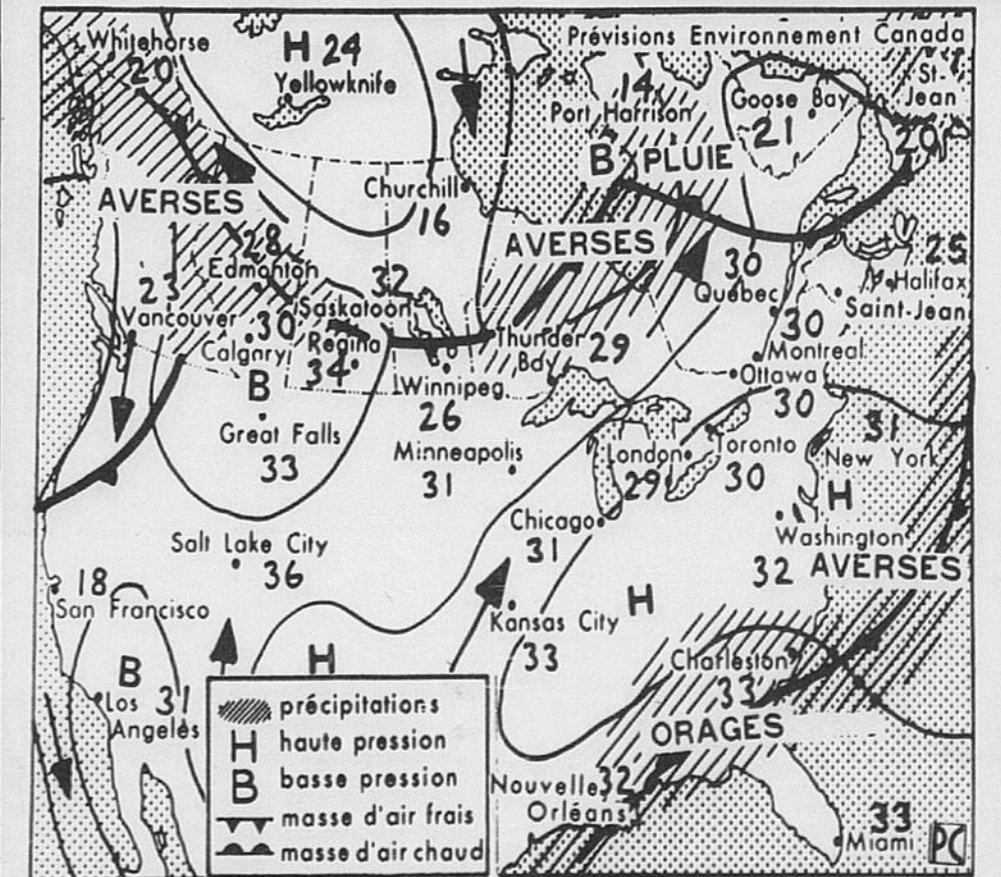 Prévisions Environnement Canada
Whitehorse
20
H 24
Yellowknife
14
Port Harrison
Goose Bay
21
St-
Jean
20
B PLUIE
AVERSES
Churchill
16
AVERSES
28
Edmonton
32
Saskatoon
30
Québec
25
Halifax
Saint-Jean
23
Vancouver
30
Calgary
Regina
34
Thunder
Bay
29
30
Montreal
Ottawa
30
B
Winnipeg
26
Great Falls
33
Minneapolis
31
London
29
Toronto
30
31
New York
H
Chicago
31
Washington
32
AVERSES
Salt Lake City
36
18
San Francisco
Kansas City
33
H
H
B
Los
Angelès
31
Charleston
33
ORAGES
précipitations
H haute pression
B basse pression
masse d'air frais
masse d'air chaud
Nouvelle
Orléans
32
33
Miami
PC